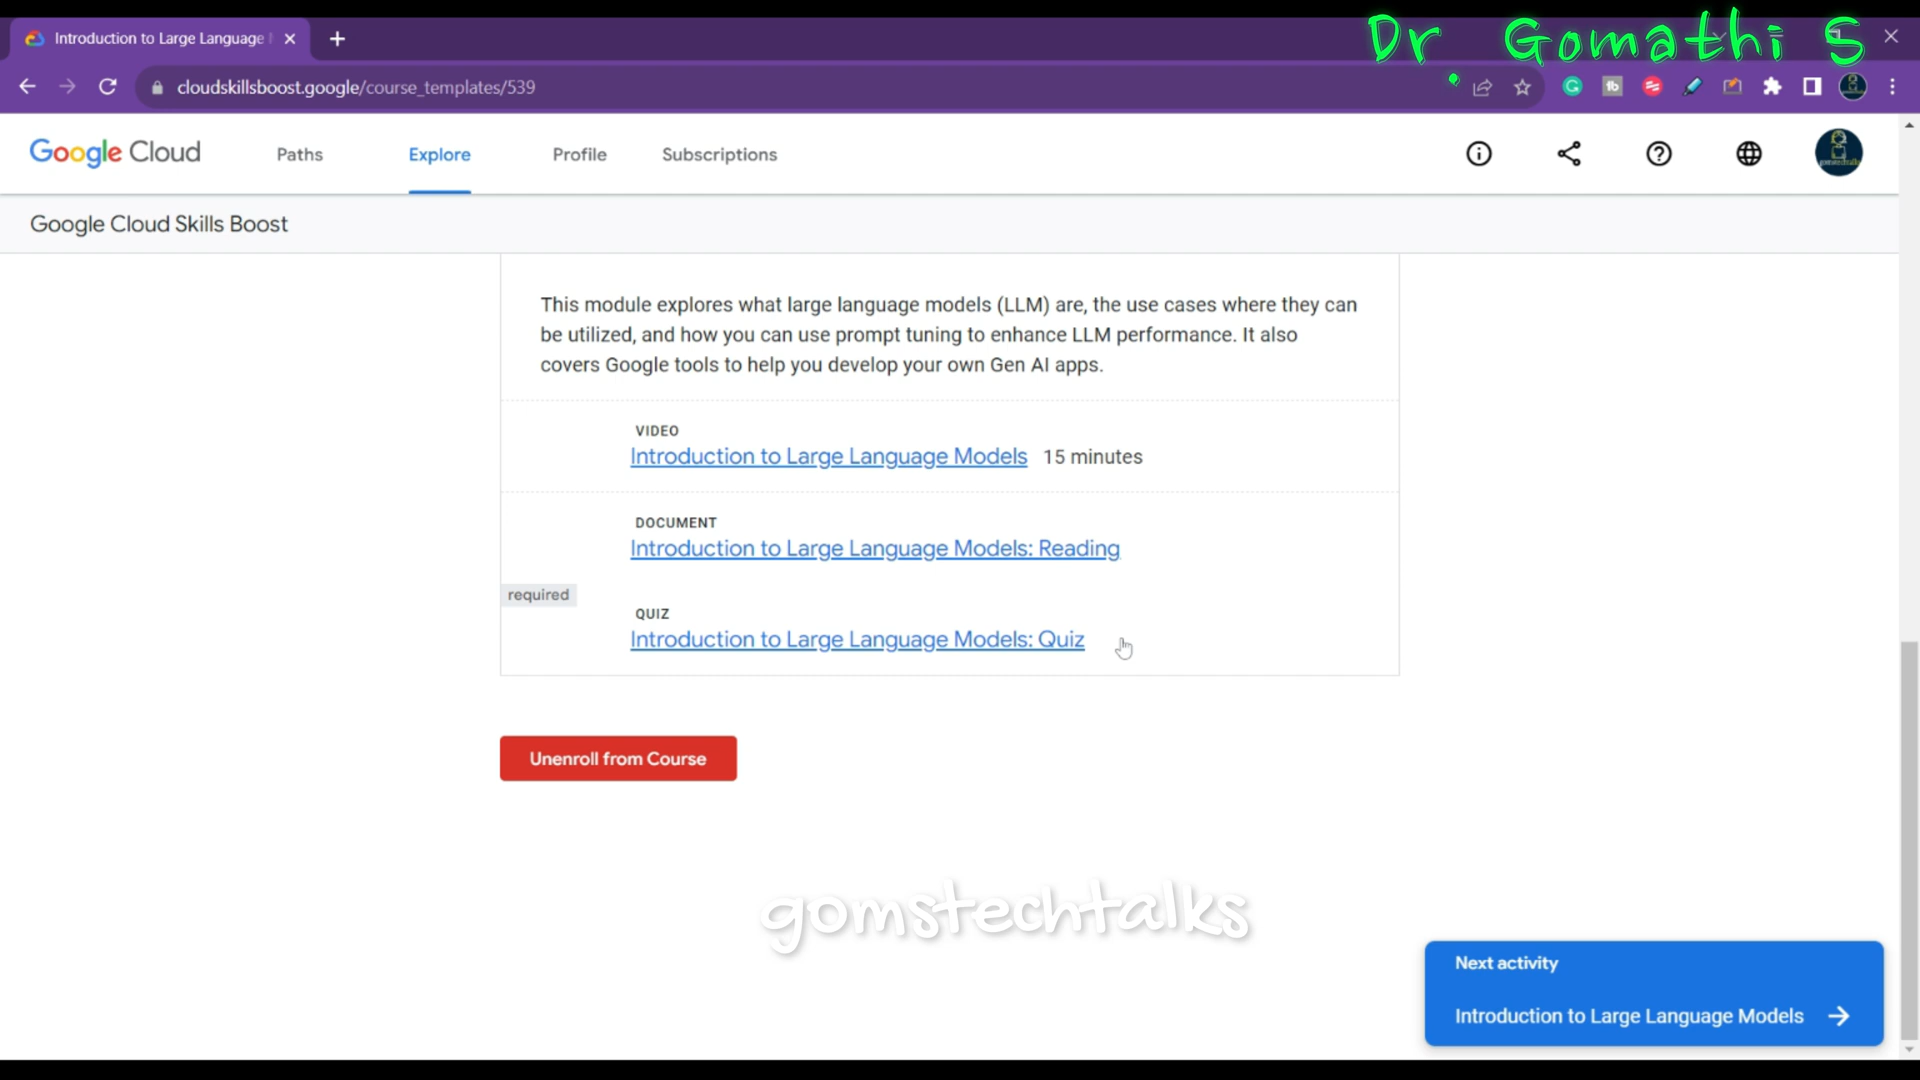 Dr. Gomathi S
Introduction to Large Language
cloudskillsboost.google/course_templates/539
Google Cloud
Paths
Explore
Profile
Subscriptions
Google Cloud Skills Boost
This module explores what large language models (LLM) are, the use cases where they can
be utilized, and how you can use prompt tuning to enhance LLM performance. It also
covers Google tools to help you develop your own Gen AI apps.
VIDEO
Introduction to Large Language Models 15 minutes
DOCUMENT
Introduction to Large Language Models: Reading
required
QUIZ
Introduction to Large Language Models: Quiz
Unenroll from Course
gomstechtalks
Next activity
Introduction to Large Language Models